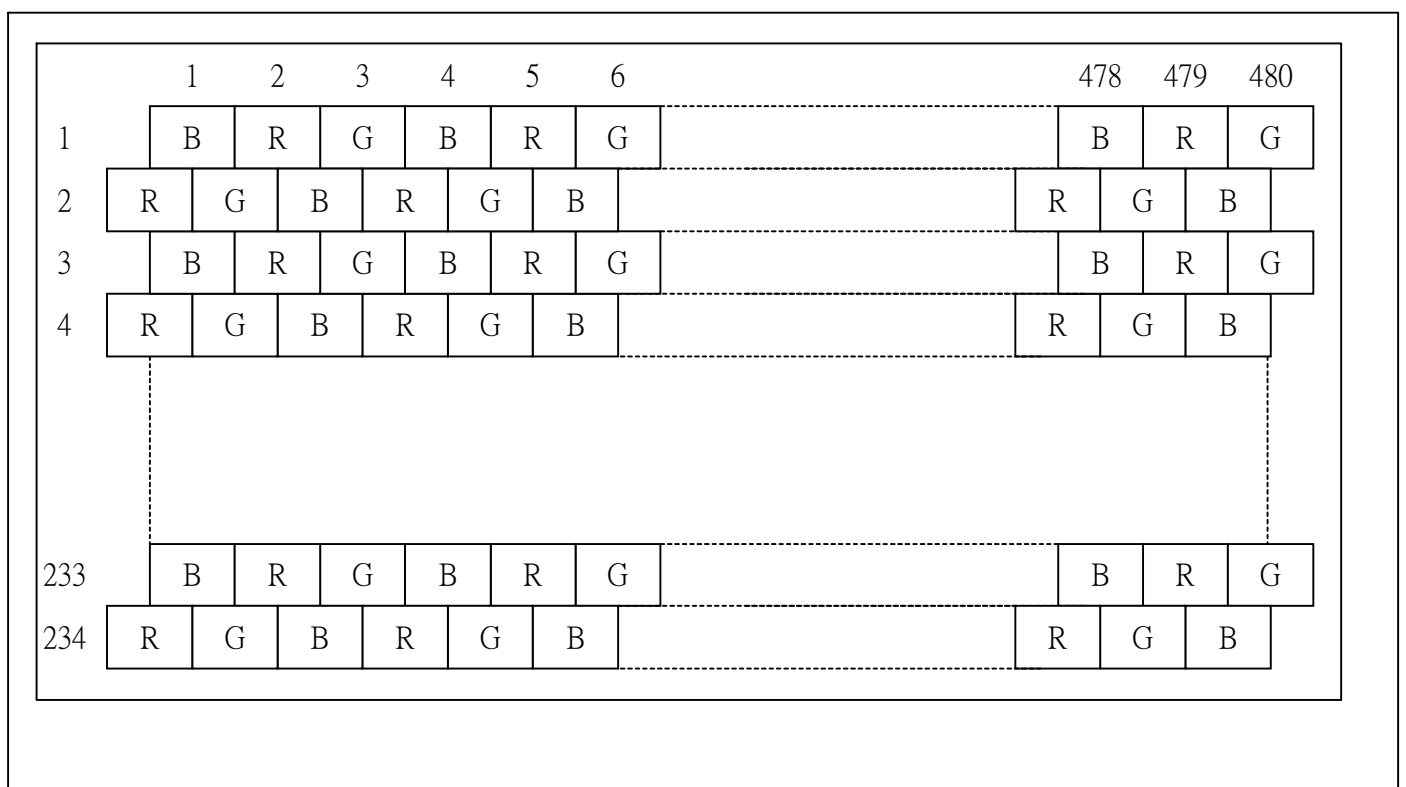 1 2 3 4 5 6 478 479 480
1 B R G B R G B R G
2 R G B R G B R G B
3 B R G B R G B R G
4 R G B R G B R G B
233 B R G B R G B R G
234 R G B R G B R G B